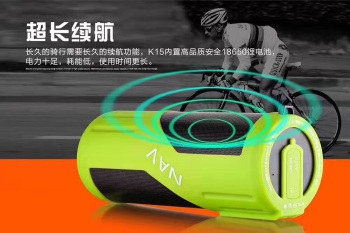 超长续航
长久的骑行需要长久的续航功能，K15内置高品质安全18650锂电池，
电力十足，耗能低，使用时间更长。
NAV